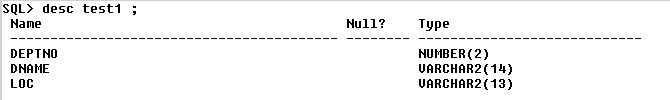 SQL> desc test1 ;
Name Null? Type
----------------------------------------- -------- ----------------------------
DEPTNO NUMBER(2)
DNAME VARCHAR2(14)
LOC VARCHAR2(13)